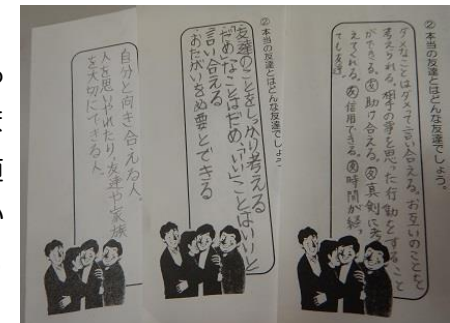 ②本当の友達とはどんな友達でしょう。
ダメなことはダメって言い合える。お互いのことを
考えられる。相手の事を思った行動をすること
ができる。助け合える。真剣に考
えてくれる。信用できる。時間が経っ
ても友達。
②本当の友達とはどんな友達でしょう。
友達のことをしっかり考える
「だめ」なことはだめ、「いい」ことはいいと
言い合える
おたがいを必要とできる
自分と向き合える人。
人を思いやれたり、友達や家族
を大切にできる人。